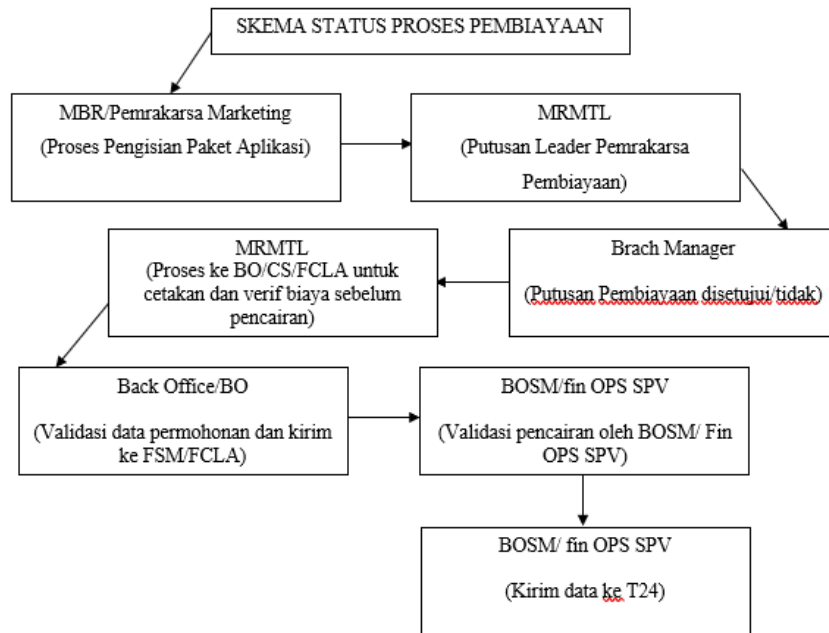 SKEMA STATUS PROSES PEMBIAYAAN
MBR/Pemrakarsa Marketing
(Proses Pengisian Paket Aplikasi)
MRMTL
(Putusan Leader Pemrakarsa
Pembiayaan)
Brach Manager
(Putusan Pembiayaan disetujui/tidak)
MRMTL
(Proses ke BO/CS/FCLA untuk
cetakan dan verif biaya sebelum
pencairan)
Back Office/BO
(Validasi data permohonan dan kirim
ke FSM/FCLA)
BOSM/fin OPS SPV
(Validasi pencairan oleh BOSM/ Fin
OPS SPV)
BOSM/ fin OPS SPV
(Kirim data ke T24)